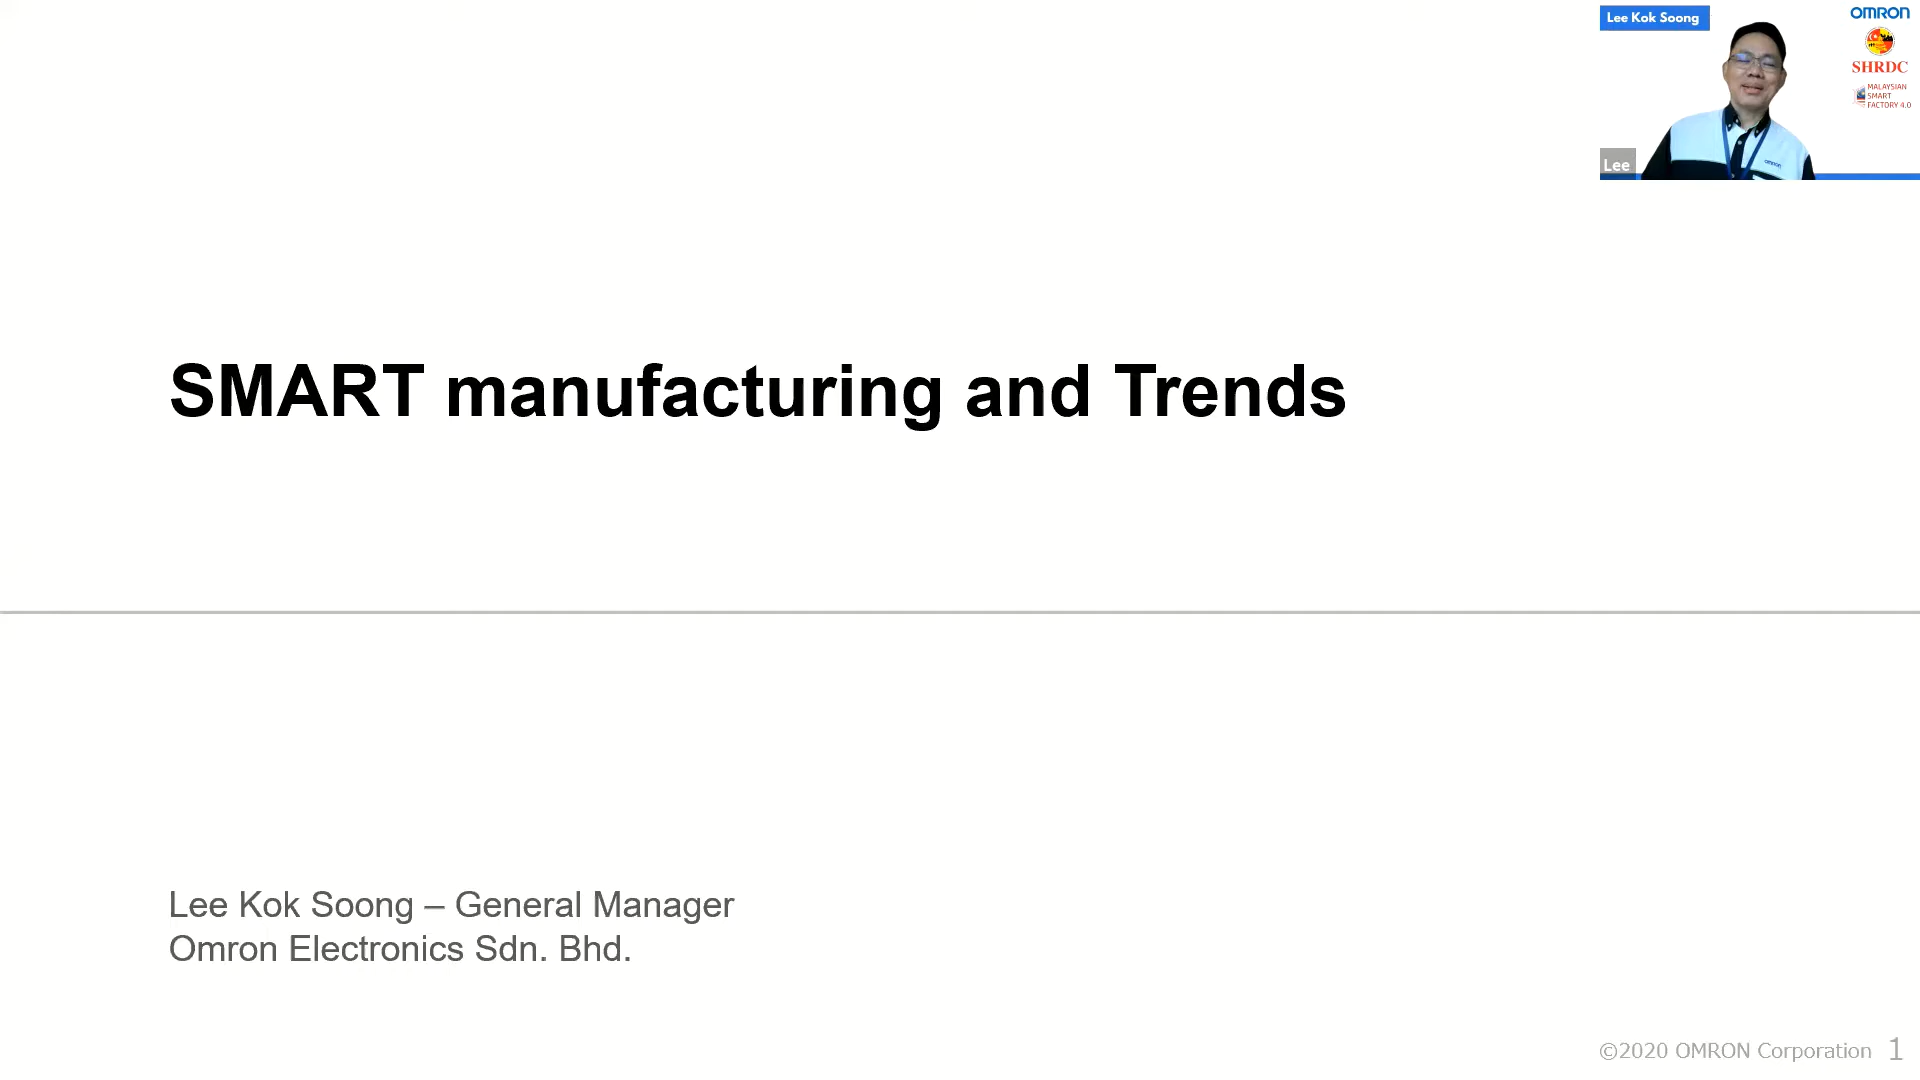 Lee Kok Soong
OMRON
SHRDC
MALAYSIAN
SMART
FACTORY 4.0
omron
Lee
SMART manufacturing and Trends
Lee Kok Soong – General Manager
Omron Electronics Sdn. Bhd.
©2020 OMRON Corporation 1